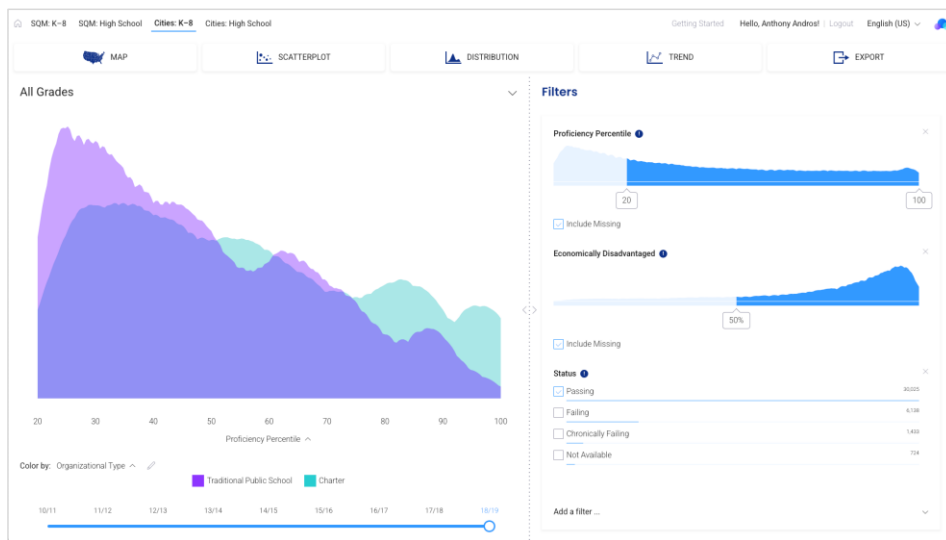 SQM: K–8 SQM: High School Cities: K–8 Cities: High School Getting Started Hello, Anthony Andros! | Logout English (US)
MAP SCATTERPLOT DISTRIBUTION TREND EXPORT
All Grades
20 30 40 50 60 70 80 90 100
Proficiency Percentile
Color by: Organizational Type
Traditional Public School Charter
10/11 11/12 12/13 13/14 14/15 15/16 16/17 17/18 18/19
Filters
Proficiency Percentile
20 100
Include Missing
Economically Disadvantaged
50%
Include Missing
Status
Passing 30,025
Failing
Chronically Failing
Not Available 724
Add a filter ...